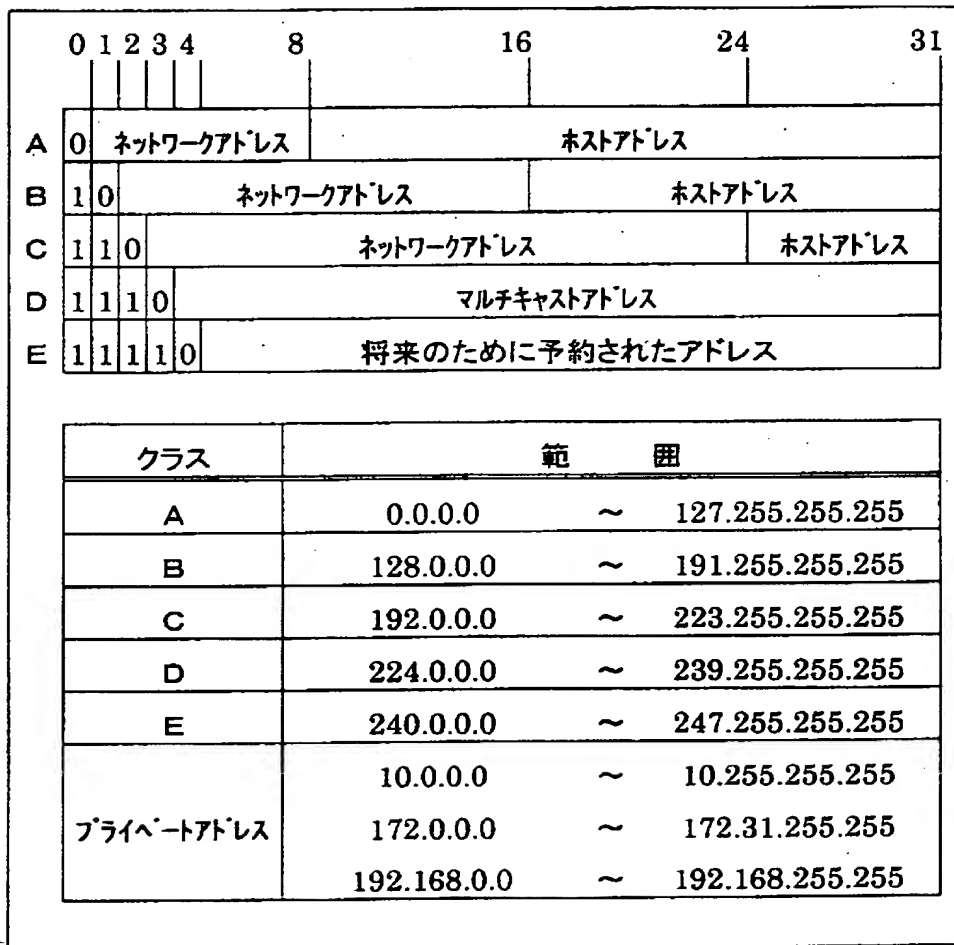 0 1 2 3 4 8 16 24 31
A 0 ネットワークアドレス ホストアドレス
B 1 0 ネットワークアドレス ホストアドレス
C 1 1 0 ネットワークアドレス ホストアドレス
D 1 1 1 0 マルチキャストアドレス
E 1 1 1 1 0 将来のために予約されたアドレス
クラス 範囲
A 0.0.0.0 ～ 127.255.255.255
B 128.0.0.0 ～ 191.255.255.255
C 192.0.0.0 ～ 223.255.255.255
D 224.0.0.0 ～ 239.255.255.255
E 240.0.0.0 ～ 247.255.255.255
プライベートアドレス
10.0.0.0 ～ 10.255.255.255
172.0.0.0 ～ 172.31.255.255
192.168.0.0 ～ 192.168.255.255